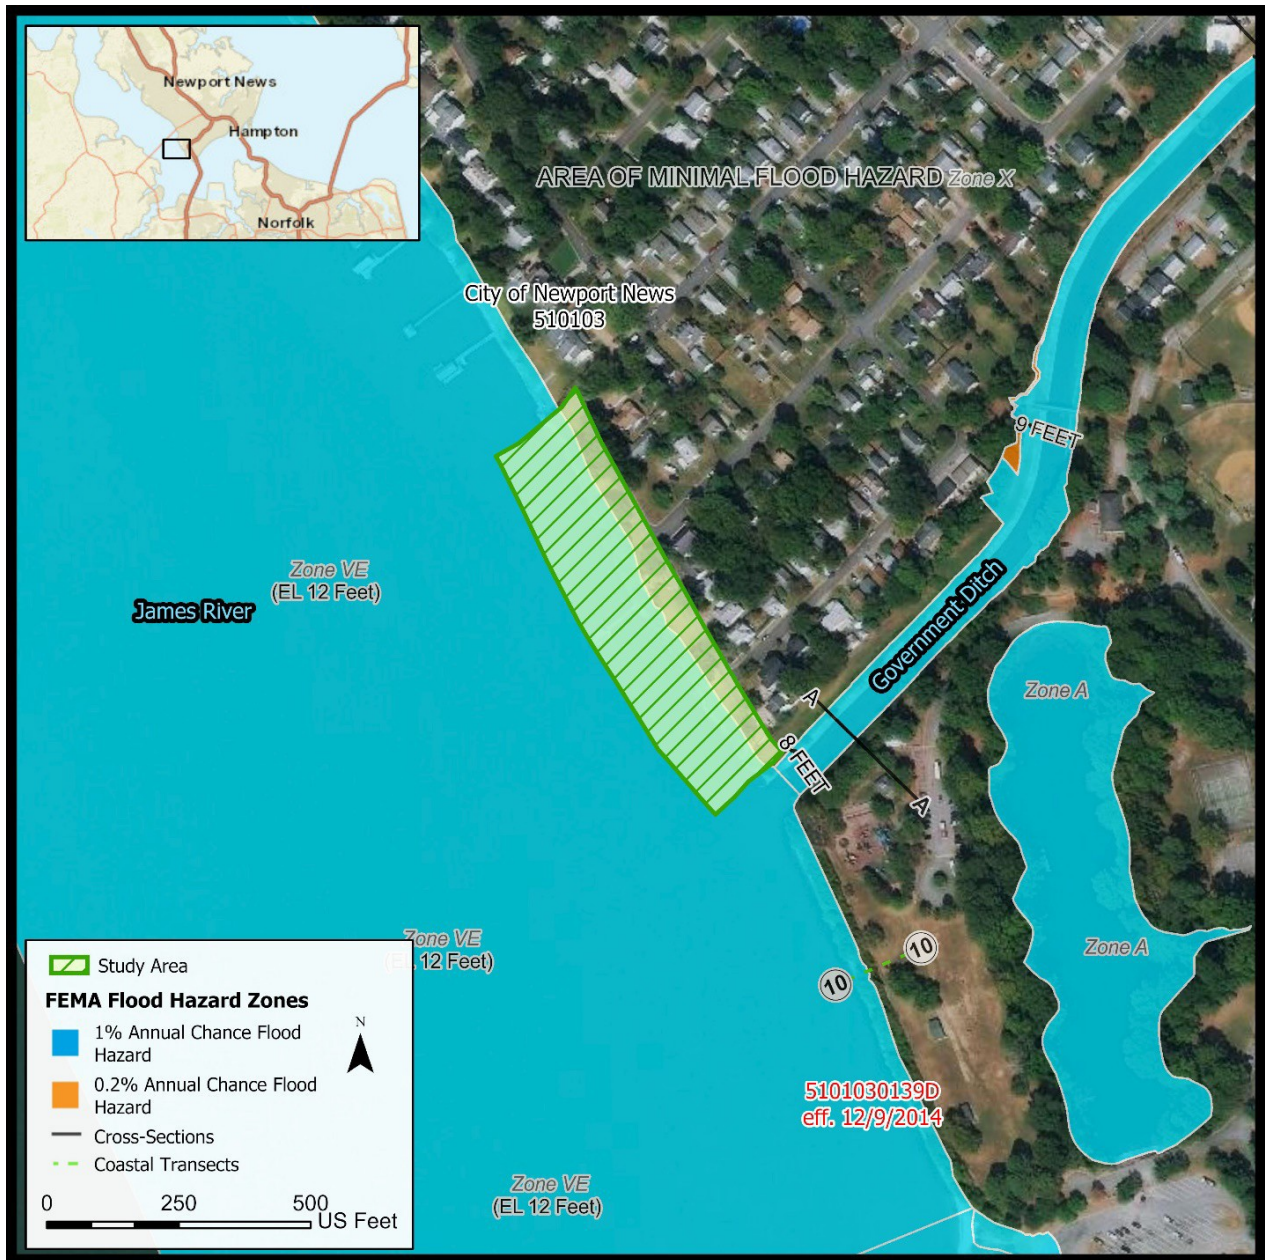 Newport News
Hampton
Norfolk
AREA OF MINIMAL FLOOD HAZARD Zone X
City of Newport News
510103
9 FEET
Zone VE
(EL 12 Feet)
James River
Government Ditch
Zone A
A
8 FEET
A
Zone VE
(EL 12 Feet)
Zone A
10
10
5101030139D
eff. 12/9/2014
Zone VE
(EL 12 Feet)
Study Area
FEMA Flood Hazard Zones
1% Annual Chance Flood
Hazard
0.2% Annual Chance Flood
Hazard
Cross-Sections
Coastal Transects
N
0 250 500
US Feet